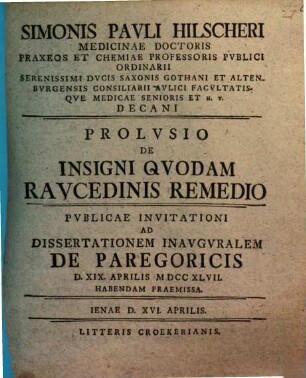 SIMONIS PAVLI HILSCHERI
MEDICINAE DOCTORIS
PRAXEOS ET CHEMIAE PROFESSORIS PVBLICI
ORDINARII
SERENISSIMI DVCIS SAXONIS GOTHANI ET ALTEN-
BVRGENSIS CONSILIARII AVLICI FACVLTATIS-
QVE MEDICAE SENIORIS ET H. T.
DECANI
PROLVSIO
DE
INSIGNI QVODAM
RAVCEDINIS REMEDIO
PVBLICAE INVITATIONI
AD
DISSERTATIONEM INAVGVRALEM
DE PAREGORICIS
D. XIX. APRILIS MDCCXLVII.
HABENDAM PRAEMISSA.
IENAE D. XVI. APRILIS.
LITTERIS CROEKERIANIS.